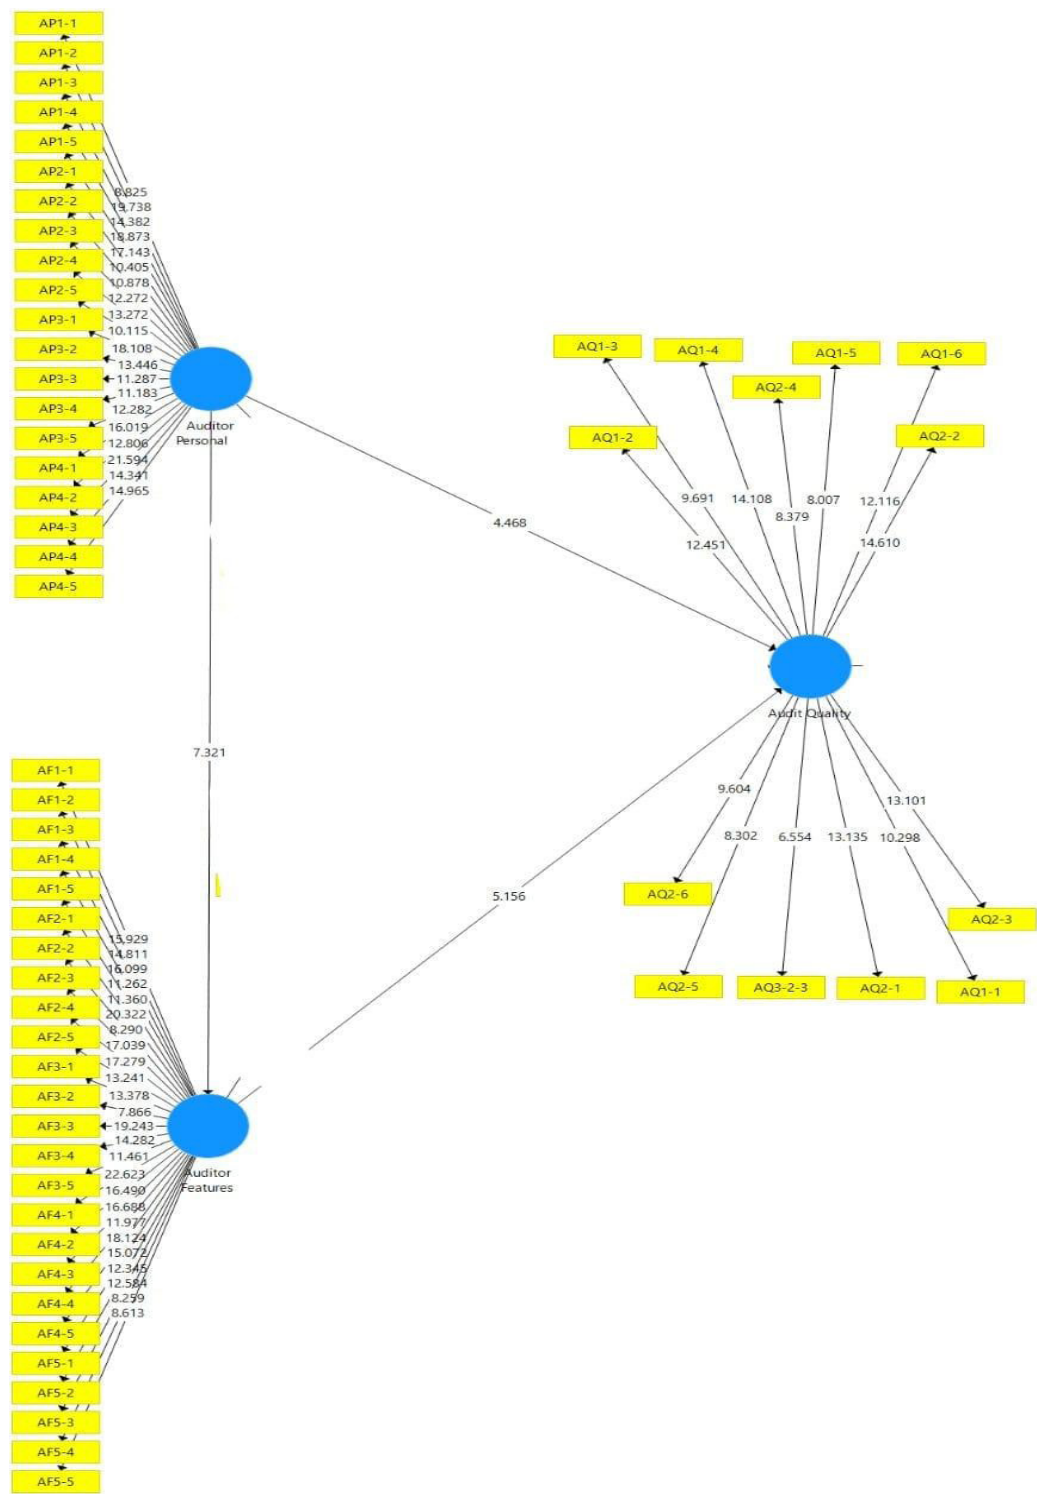 AP1-1
AP1-2
AP1-3
AP1-4
AP1-5
AP2-1
AP2-2
AP2-3
AP2-4
AP2-5
AP3-1
AP3-2
AP3-3
AP3-4
AP3-5
AP4-1
AP4-2
AP4-3
AP4-4
AP4-5
8.825
19.738
14.382
18.873
17.143
10.405
10.878
12.272
13.272
10.115
18.108
13.446
11.287
11.183
12.282
16.019
12.806
21.594
14.341
14.965
Auditor
Personal
AQ1-3
AQ1-4
AQ1-5
AQ1-6
AQ2-4
AQ1-2
AQ2-2
9.691
14.108
8.007
12.116
8.379
12.451
14.610
4.468
Audit Quality
7.321
5.156
9.604
13.101
8.302
6.554
13.135
10.298
AQ2-6
AQ2-3
AQ2-5
AQ3-2-3
AQ2-1
AQ1-1
AF1-1
AF1-2
AF1-3
AF1-4
AF1-5
AF2-1
AF2-2
AF2-3
AF2-4
AF2-5
AF3-1
AF3-2
AF3-3
AF3-4
AF3-5
AF4-1
AF4-2
AF4-3
AF4-4
AF4-5
AF5-1
AF5-2
AF5-3
AF5-4
AF5-5
15.929
14.811
16.099
11.262
11.360
20.322
8.290
17.039
17.279
13.241
13.378
7.866
19.243
14.282
11.461
22.623
16.490
16.688
11.977
18.124
15.072
12.345
12.584
8.259
8.613
Auditor
Features